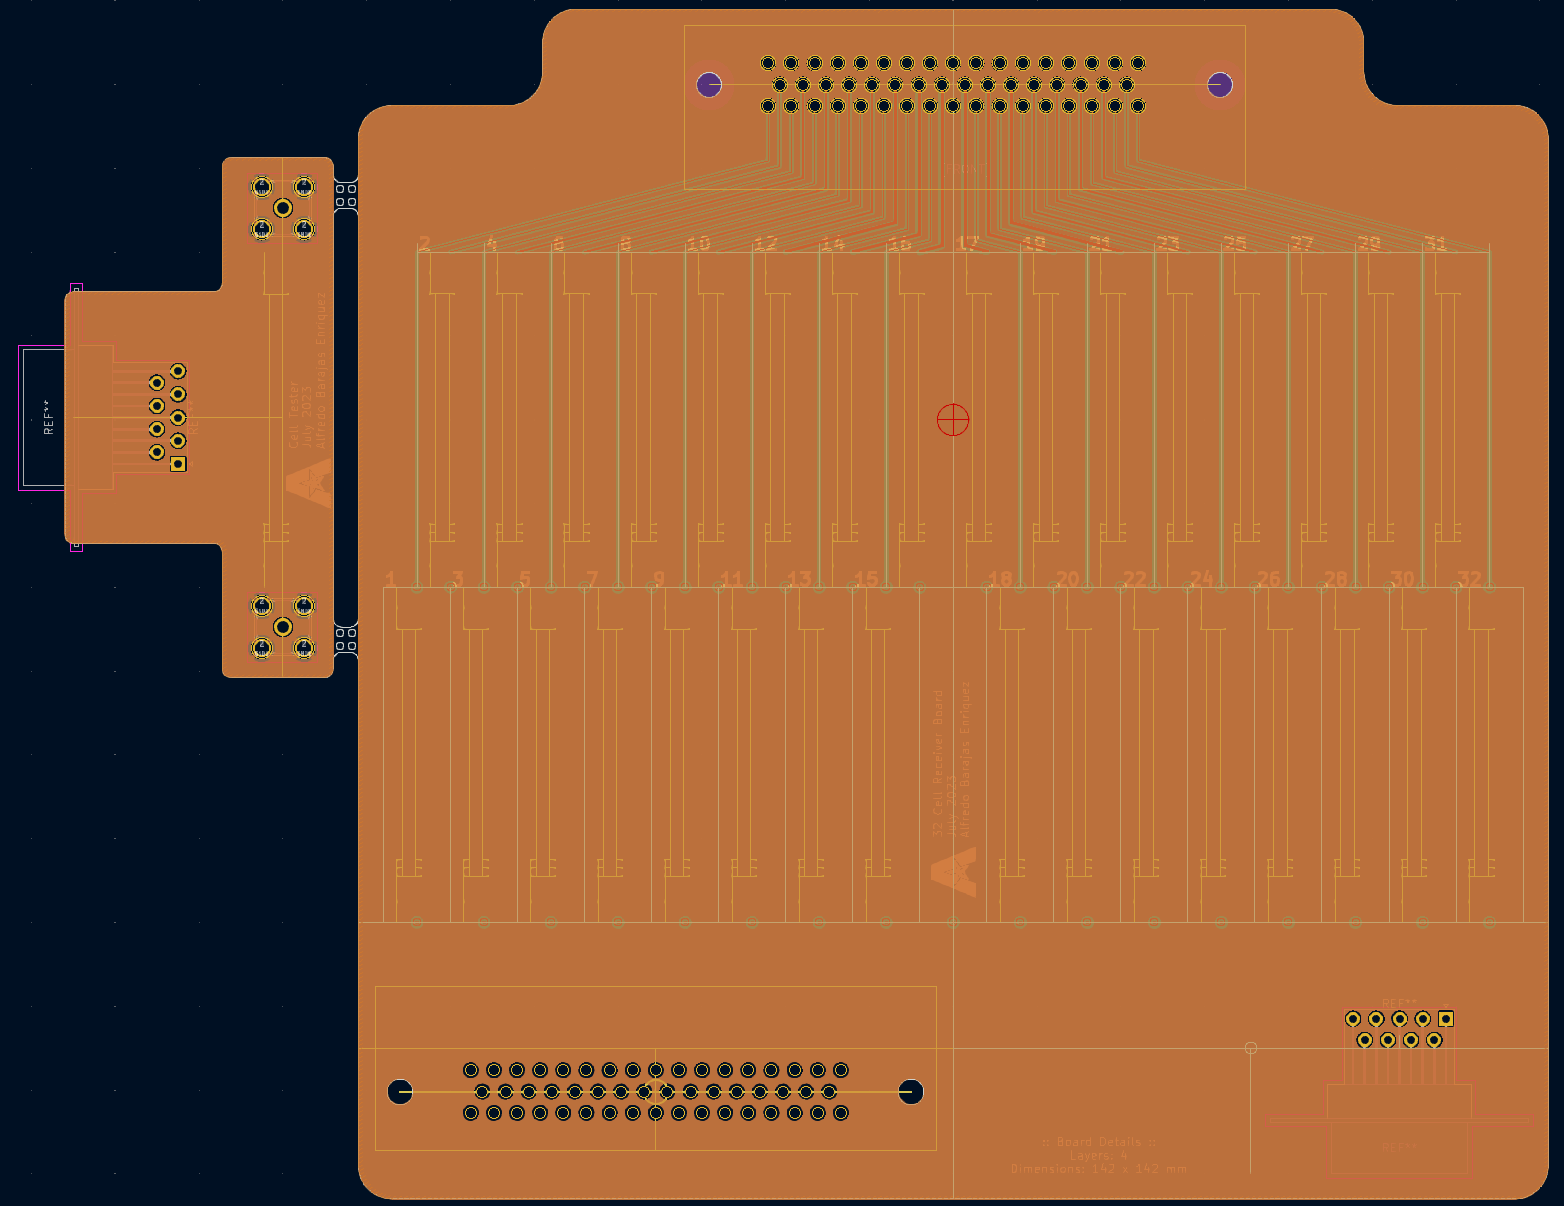 2 4 6 8 10 12 14 16 17 19 21 23 25 27 29 31
REF**
REF**
Cell Tester
July 2023
Alfredo Barajas Enriquez
1 3 5 7 9 11 13 15 18 20 22 24 26 28 30 32
32 Cell Receiver Board
July 2023
Alfredo Barajas Enriquez
REF**
:: Board Details ::
Layers: 4
Dimensions: 142 x 142 mm
REF**